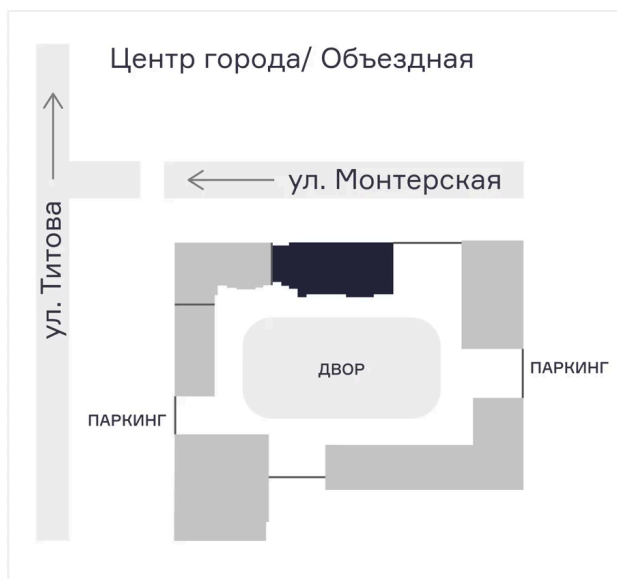 Центр города/ Объездная
ул. Монтерская
ул. Титова
ДВОР
ПАРКИНГ
ПАРКИНГ